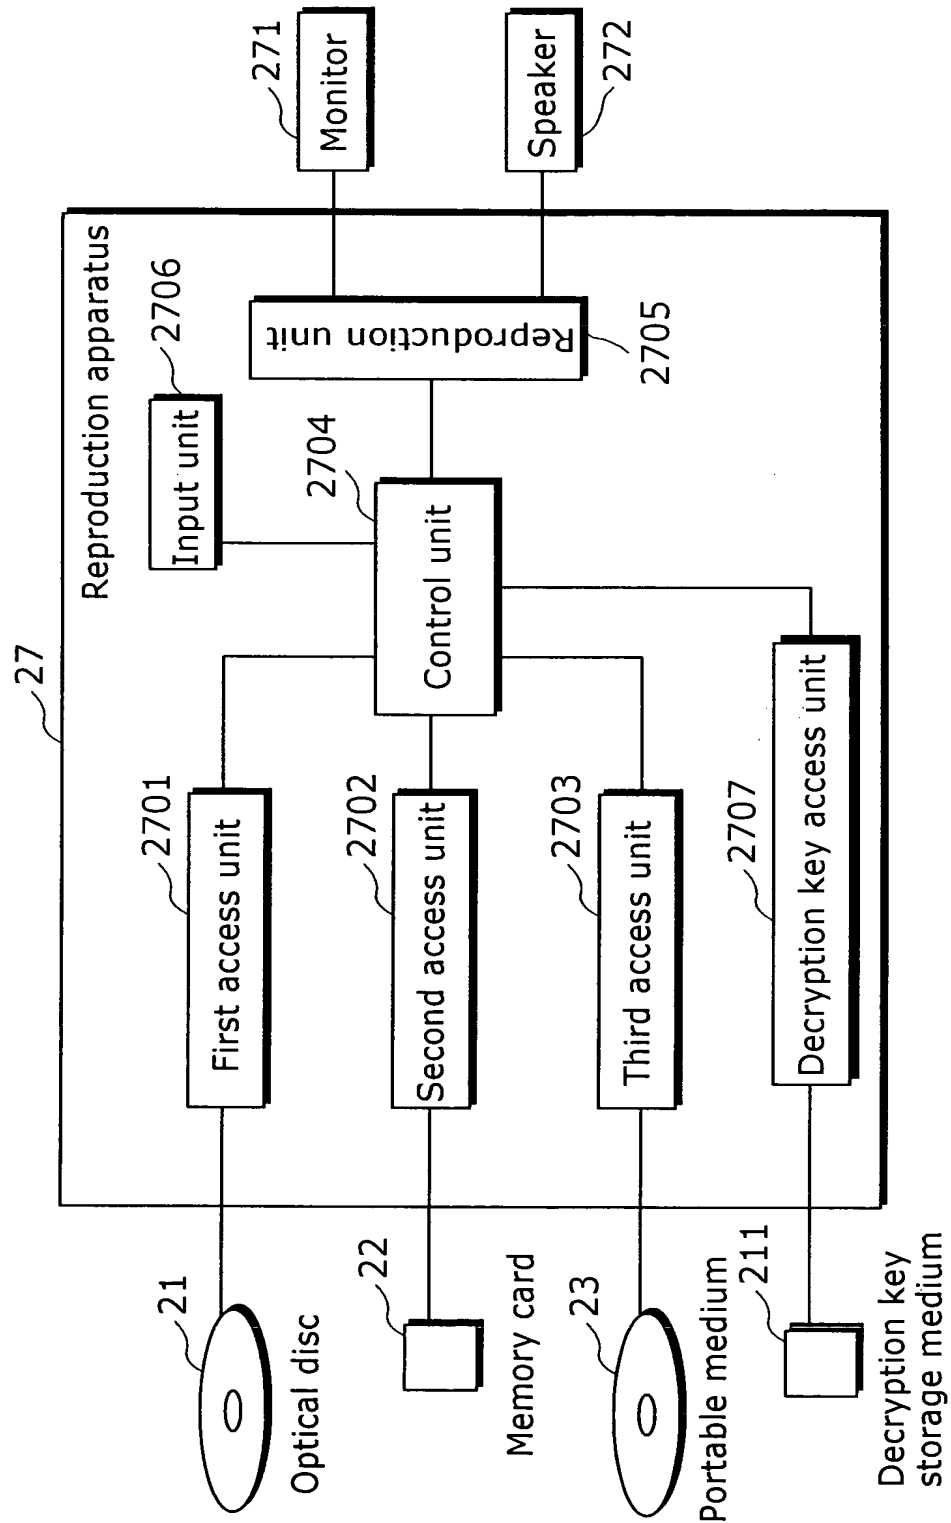 27
Reproduction apparatus
21
Optical disc
2701
First access unit
2706
Input unit
271
Monitor
22
Memory card
2702
Second access unit
2704
Control unit
Reproduction unit
2705
Speaker
272
23
Portable medium
2703
Third access unit
211
Decryption key
storage medium
2707
Decryption key access unit